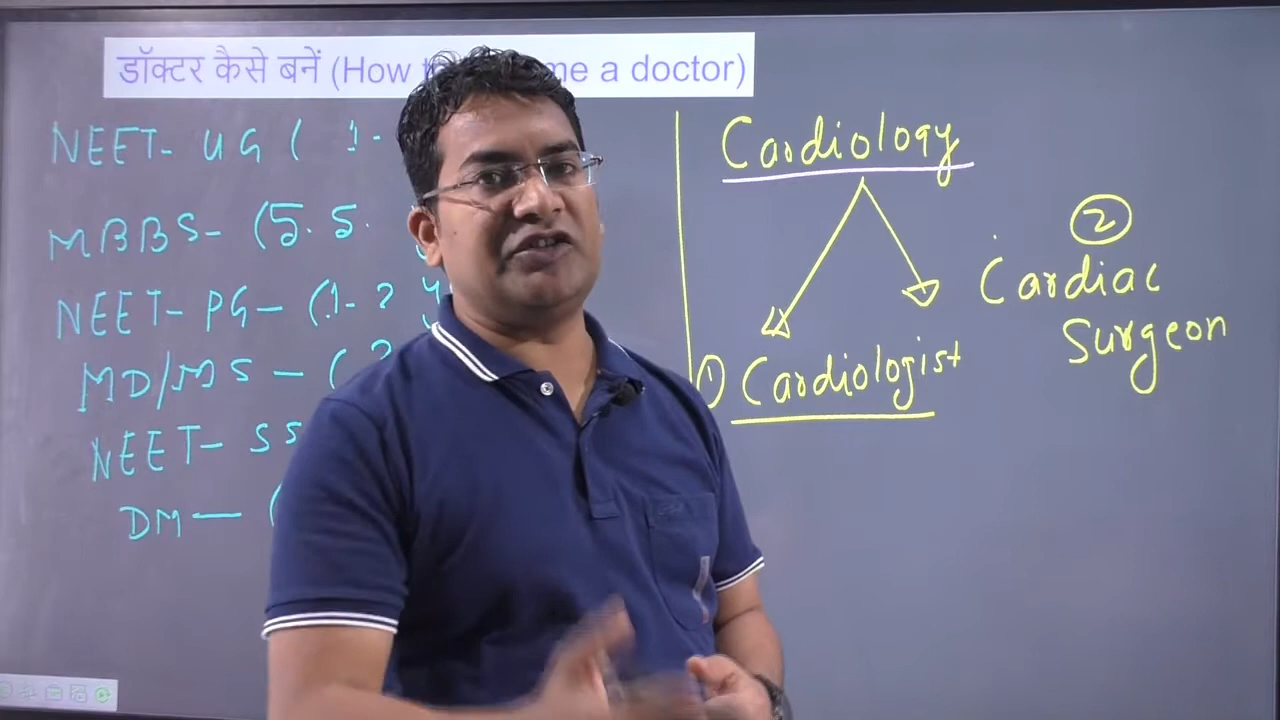 डॉक्टर कैसे बनें (How me a doctor)
NEET- UG ( 1-
MBBS- (5.5.
NEET- PG- (1-2 y
MD/MS - (3
NEET- SS
DM- (
Cardiology
① Cardiologist
②
Cardiac
Surgeon